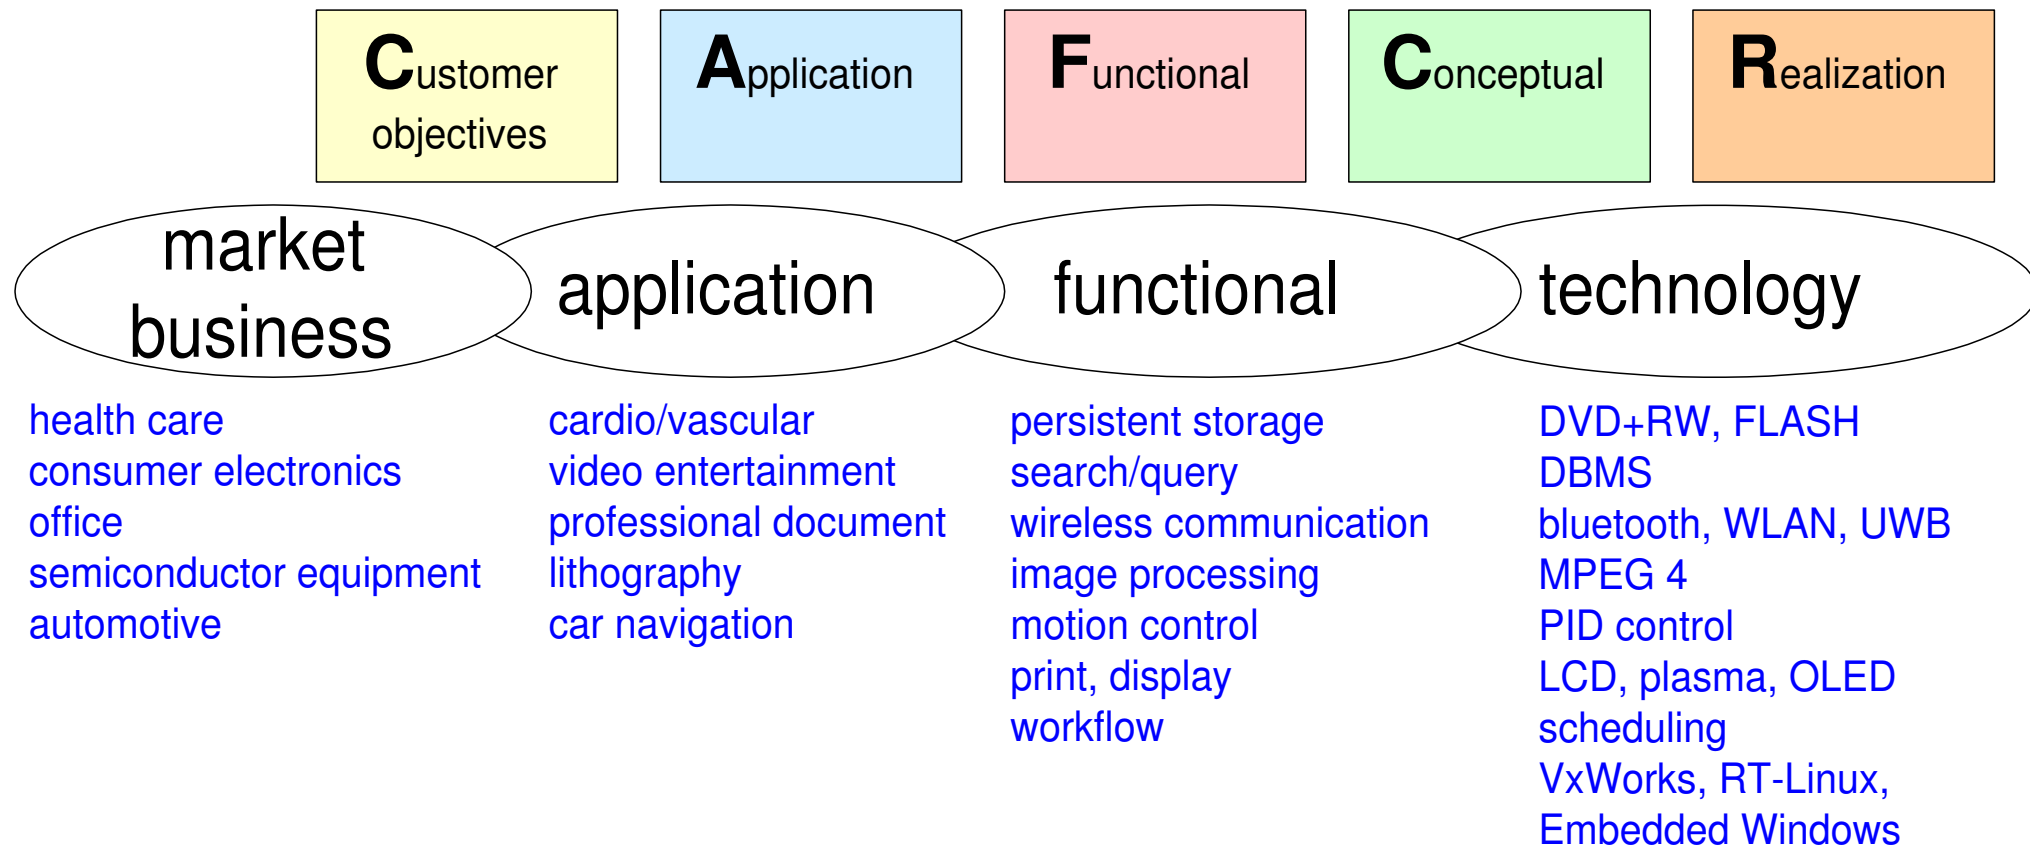 Customer
objectives
Application
Functional
Conceptual
Realization
market
business
application
functional
technology
health care
consumer electronics
office
semiconductor equipment
automotive
cardio/vascular
video entertainment
professional document
lithography
car navigation
persistent storage
search/query
wireless communication
image processing
motion control
print, display
workflow
DVD+RW, FLASH
DBMS
bluetooth, WLAN, UWB
MPEG 4
PID control
LCD, plasma, OLED
scheduling
VxWorks, RT-Linux,
Embedded Windows